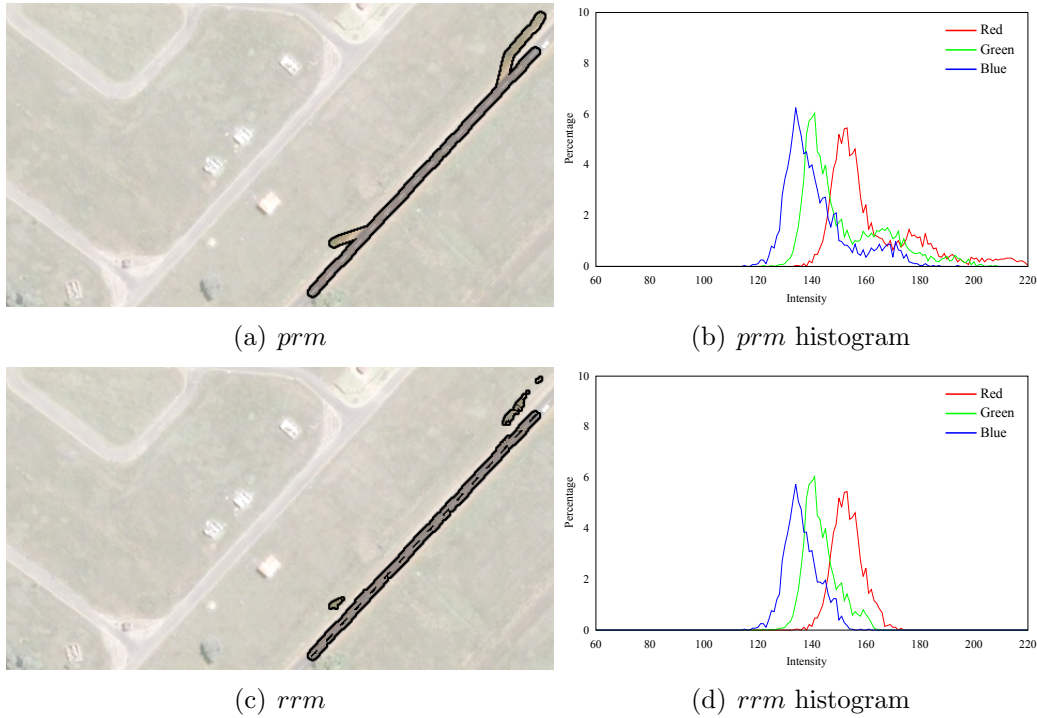 10
8
6
4
2
0
Percentage
Red
Green
Blue
60 80 100 120 140 160 180 200 220
Intensity
(a) prm
(b) prm histogram
10
8
6
4
2
0
Percentage
Red
Green
Blue
60 80 100 120 140 160 180 200 220
Intensity
(c) rrm
(d) rrm histogram